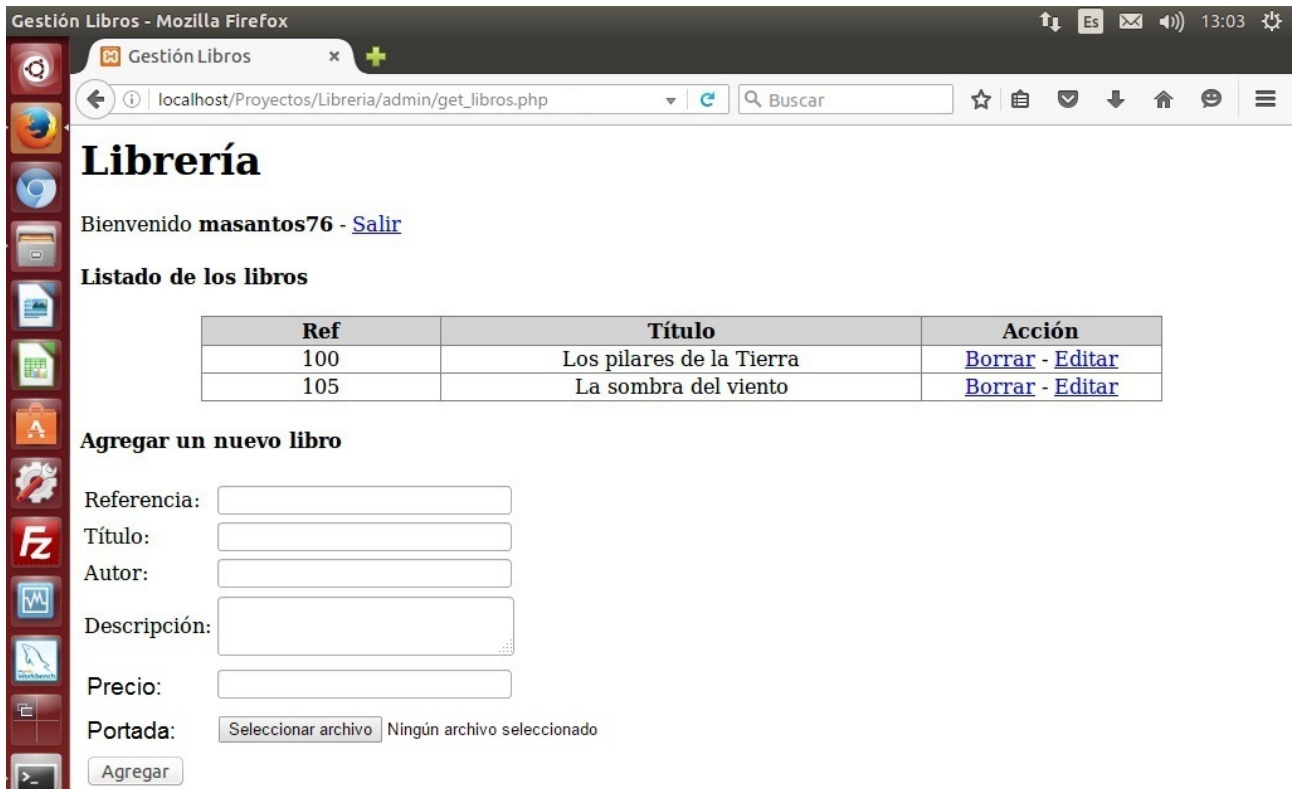 Gestión Libros - Mozilla Firefox Es 13:03
Gestión Libros
localhost/Proyectos/Libreria/admin/get_libros.php Buscar
Librería
Bienvenido masantos76 - Salir
Listado de los libros
Ref Título Acción
100 Los pilares de la Tierra Borrar - Editar
105 La sombra del viento Borrar - Editar
Agregar un nuevo libro
Referencia:
Título:
Autor:
Descripción:
Precio:
Portada: Seleccionar archivo Ningún archivo seleccionado
Agregar